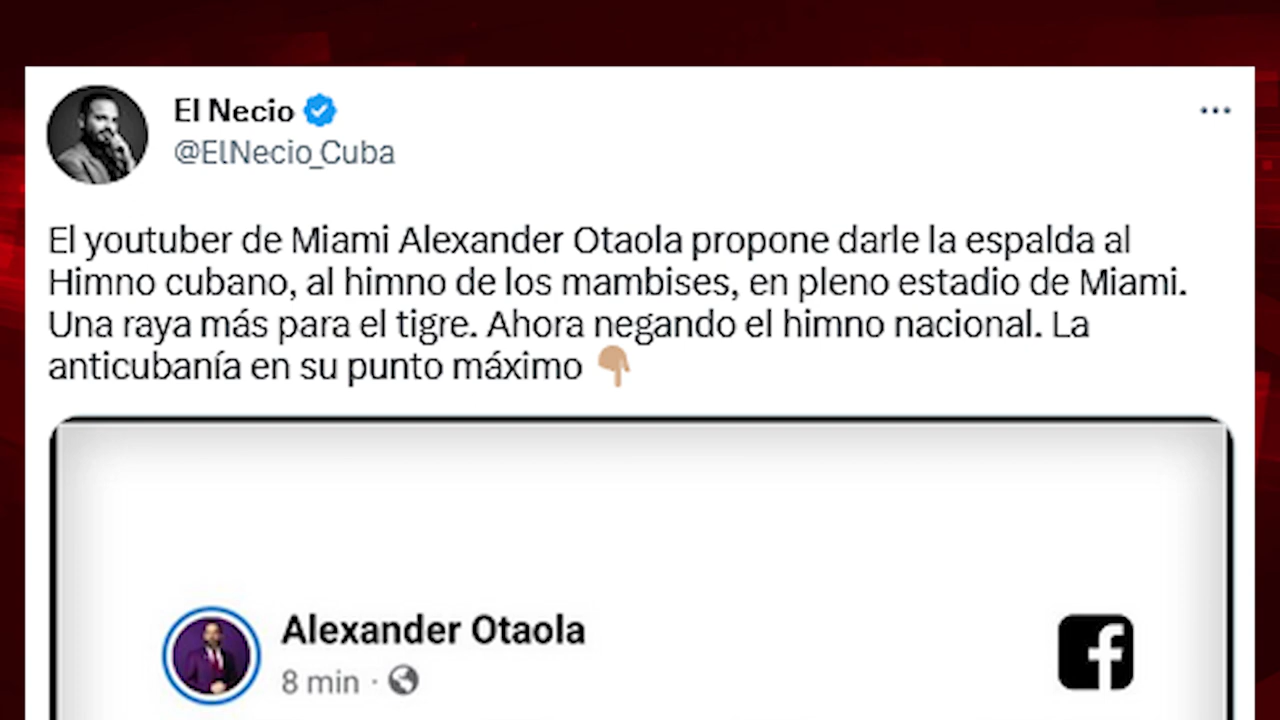 El Necio
@ElNecio_Cuba
El youtuber de Miami Alexander Otaola propone darle la espalda al
Himno cubano, al himno de los mambises, en pleno estadio de Miami.
Una raya más para el tigre. Ahora negando el himno nacional. La
anticubanía en su punto máximo 👇🏽
Alexander Otaola
8 min ·